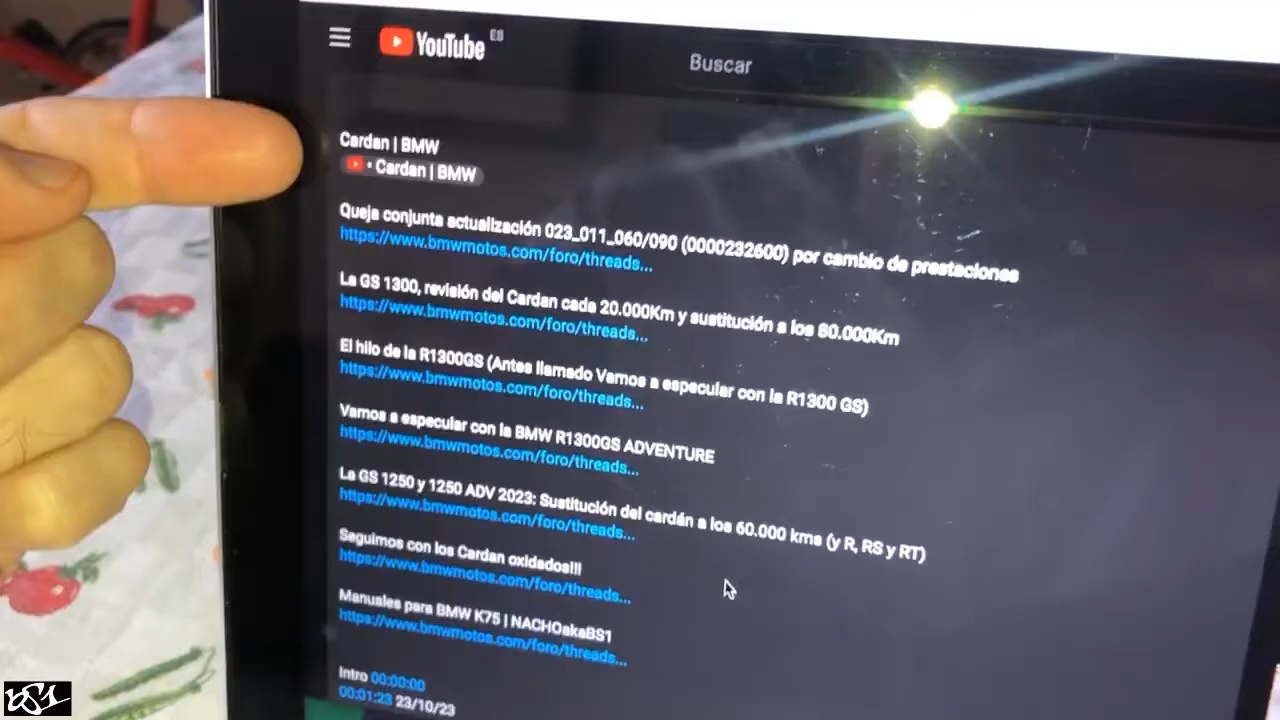 YouTube ES
Buscar
Cardan | BMW
• Cardan | BMW
Queja conjunta actualización 023_011_060/090 (0000232600) por cambio de prestaciones
https://www.bmwmotos.com/foro/threads...
La GS 1300, revisión del Cardan cada 20.000Km y sustitución a los 80.000Km
https://www.bmwmotos.com/foro/threads...
El hilo de la R1300GS (Antes llamado Vamos a especular con la R1300 GS)
https://www.bmwmotos.com/foro/threads...
Vamos a especular con la BMW R1300GS ADVENTURE
https://www.bmwmotos.com/foro/threads...
La GS 1250 y 1250 ADV 2023: Sustitución del cardán a los 60.000 kms (y R, RS y RT)
https://www.bmwmotos.com/foro/threads...
Seguimos con los Cardan oxidados!!!
https://www.bmwmotos.com/foro/threads...
Manuales para BMW K75 | NACHOakaBS1
https://www.bmwmotos.com/foro/threads...
Intro 00:00:00
00:01:23 23/10/23
BS1